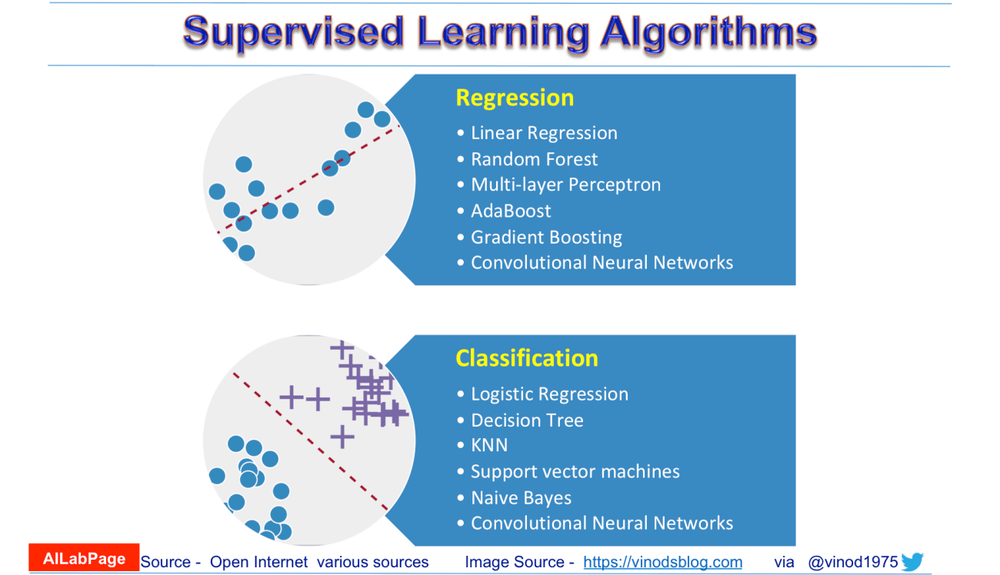 Supervised Learning Algorithms
Regression
• Linear Regression
• Random Forest
• Multi-layer Perceptron
• AdaBoost
• Gradient Boosting
• Convolutional Neural Networks
Classification
• Logistic Regression
• Decision Tree
• KNN
• Support vector machines
• Naive Bayes
• Convolutional Neural Networks
AILabPage Source - Open Internet various sources Image Source - https://vinodsblog.com via @vinod1975